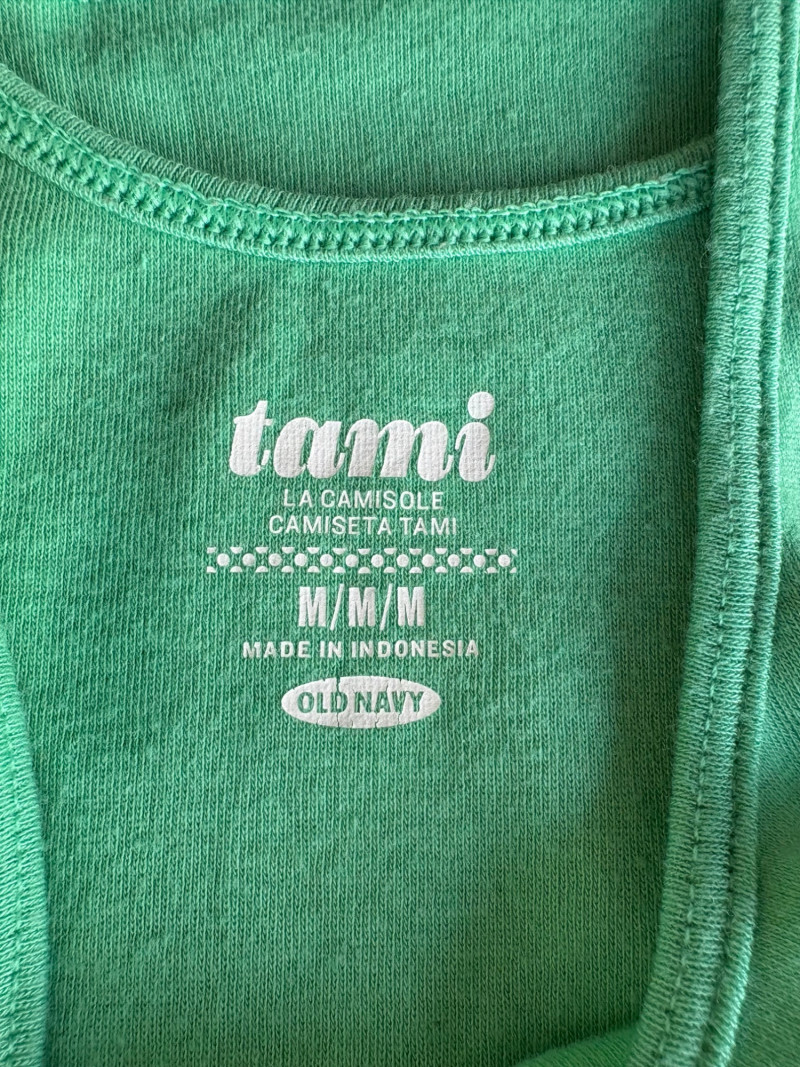 tami
LA CAMISOLE
CAMISETA TAMI
M/M/M
MADE IN INDONESIA
OLD NAVY